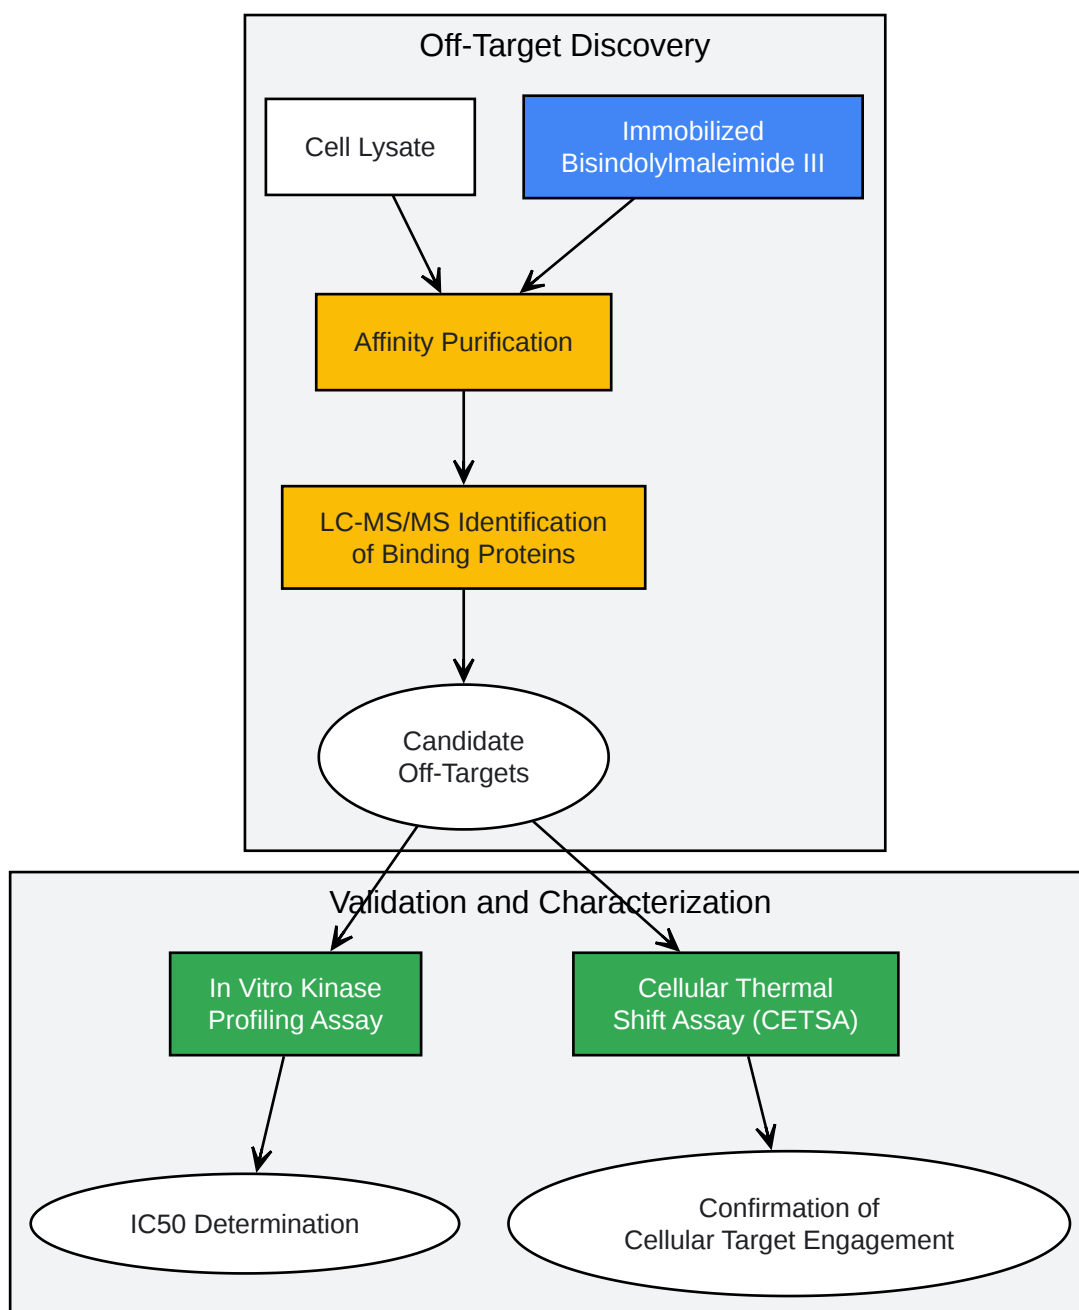 Off-Target Discovery
Cell Lysate
Immobilized
Bisindolylmaleimide III
Affinity Purification
LC-MS/MS Identification
of Binding Proteins
Candidate
Off-Targets
Validation and Characterization
In Vitro Kinase
Profiling Assay
Cellular Thermal
Shift Assay (CETSA)
IC50 Determination
Confirmation of
Cellular Target Engagement